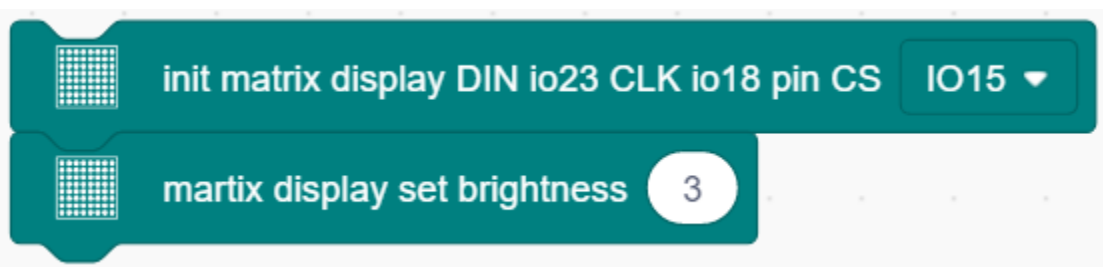 init matrix display DIN io23 CLK io18 pin CS IO15
martix display set brightness 3